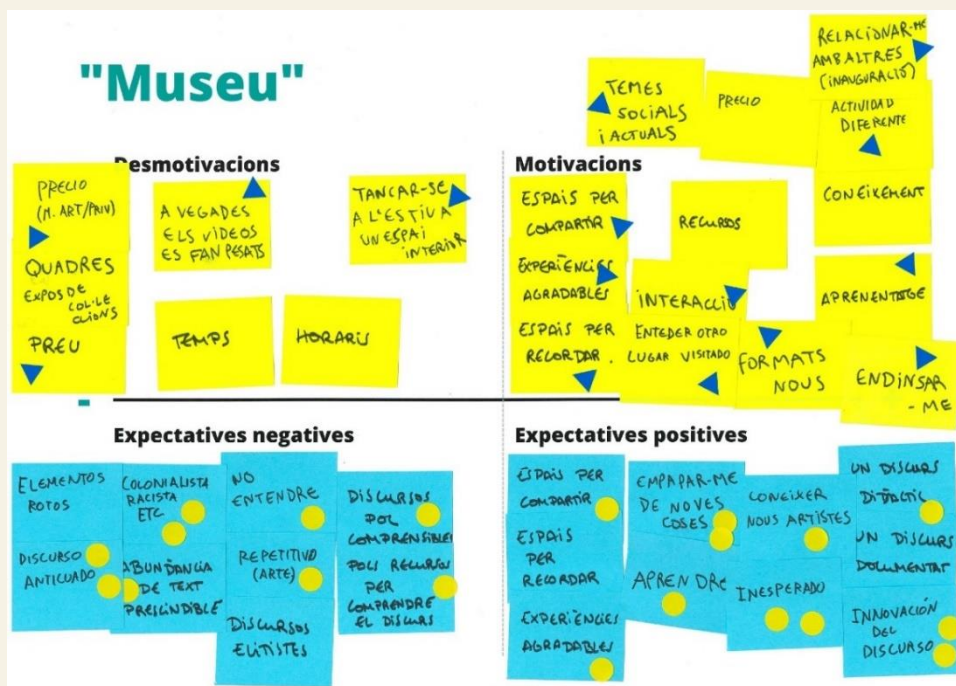 "Museu"
TEMES
SOCIALS
I ACTUALS
PRECIO
RELACIONAR-ME
AMB ALTRES
(INAUGURACIÓ)
ACTIVIDAD
DIFERENTE
Desmotivacions
PRECIO
(M. ART/PRIV)
QUADRES
EXPOS DE
COL·LE
CCIONS
PREU
A VEGADES
ELS VÍDEOS
ES FAN PESATS
TANCAR-SE
A L'ESTIU A
UN ESPAI
INTERIOR
TEMPS
HORARIS
Motivacions
ESPAIS PER
COMPARTIR
EXPERIÈNCIES
AGRADABLES
ESPAIS PER
RECORDAR.
RECURSOS
INTERACCIÓ
ENTEDER OTRO
LUGAR VISITADO
CONEIXEMENT
APRENENTATGE
FORMATS
NOUS
ENDINSAR
-ME
-
Expectatives negatives
ELEMENTOS
ROTOS
DISCURSO
ANTICUADO
COLONIALISTA
RACISTA
ETC
ABUNDÀNCIA
DE TEXT
PRESCINDIBLE
NO
ENTENDRE
REPETITIVO
(ARTE)
DISCURSOS
ELITISTES
DISCURSOS
POC
COMPRENSIBLES
POCS RECURSOS
PER
COMPRENDRE
EL DISCURS
Expectatives positives
ESPAIS PER
COMPARTIR
ESPAIS
PER
RECORDAR
EXPERIÈNCIES
AGRADABLES
EMPAPAR-ME
DE NOVES
COSES
APRENDRE
CONEIXER
NOUS ARTISTES
INESPERADO
UN DISCURS
DIDÀCTIC
UN DISCURS
DOCUMENTAT
INNOVACIÓN
DEL
DISCURSO